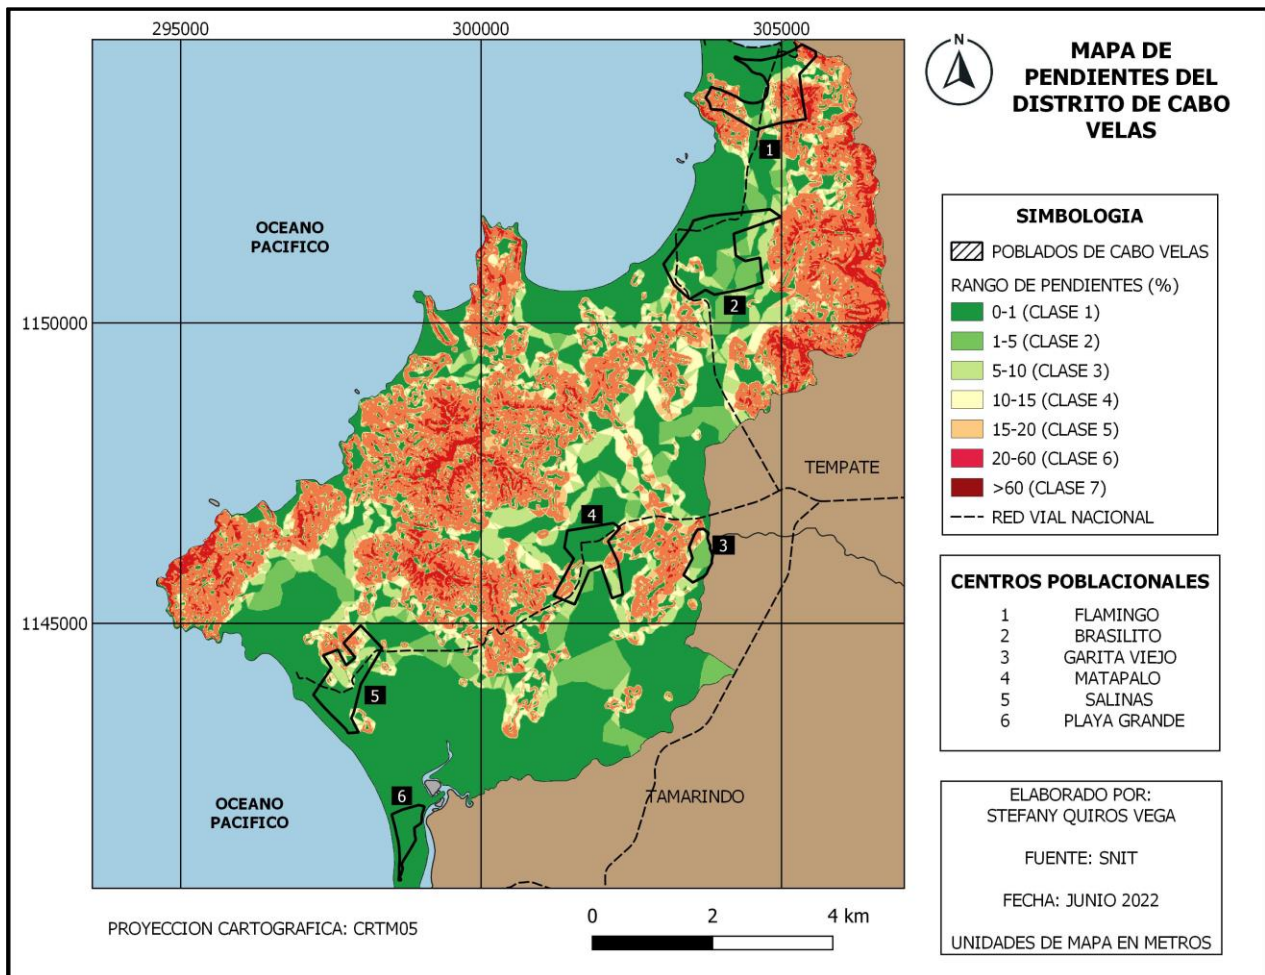 295000
300000
305000
1150000
1145000
OCEANO
PACIFICO
OCEANO
PACIFICO
TEMPATE
TAMARINDO
1
2
3
4
5
6
N
MAPA DE
PENDIENTES DEL
DISTRITO DE CABO
VELAS
SIMBOLOGIA
POBLADOS DE CABO VELAS
RANGO DE PENDIENTES (%)
0-1 (CLASE 1)
1-5 (CLASE 2)
5-10 (CLASE 3)
10-15 (CLASE 4)
15-20 (CLASE 5)
20-60 (CLASE 6)
>60 (CLASE 7)
RED VIAL NACIONAL
CENTROS POBLACIONALES
1 FLAMINGO
2 BRASILITO
3 GARITA VIEJO
4 MATAPALO
5 SALINAS
6 PLAYA GRANDE
ELABORADO POR:
STEFANY QUIROS VEGA
FUENTE: SNIT
FECHA: JUNIO 2022
UNIDADES DE MAPA EN METROS
PROYECCION CARTOGRAFICA: CRTM05
0 2 4 km